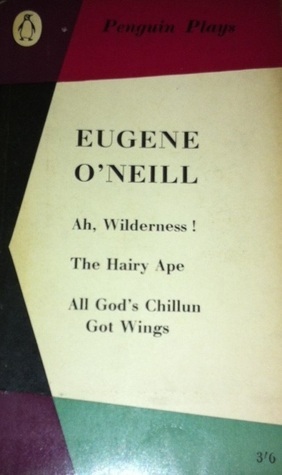 Penguin Plays
EUGENE
O'NEILL
Ah, Wilderness!
The Hairy Ape
All God's Chillun
Got Wings
3'6